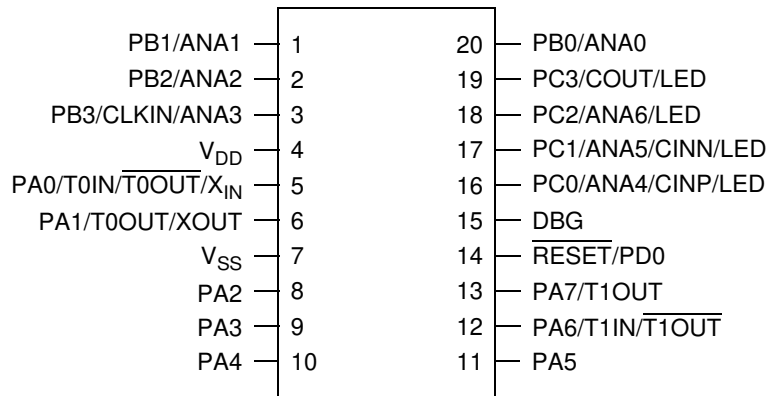 PB1/ANA1 1 20 PB0/ANA0
PB2/ANA2 2 19 PC3/COUT/LED
PB3/CLKIN/ANA3 3 18 PC2/ANA6/LED
VDD 4 17 PC1/ANA5/CINN/LED
PA0/T0IN/T0OUT/XIN 5 16 PC0/ANA4/CINP/LED
PA1/T0OUT/XOUT 6 15 DBG
VSS 7 14 RESET/PD0
PA2 8 13 PA7/T1OUT
PA3 9 12 PA6/T1IN/T1OUT
PA4 10 11 PA5